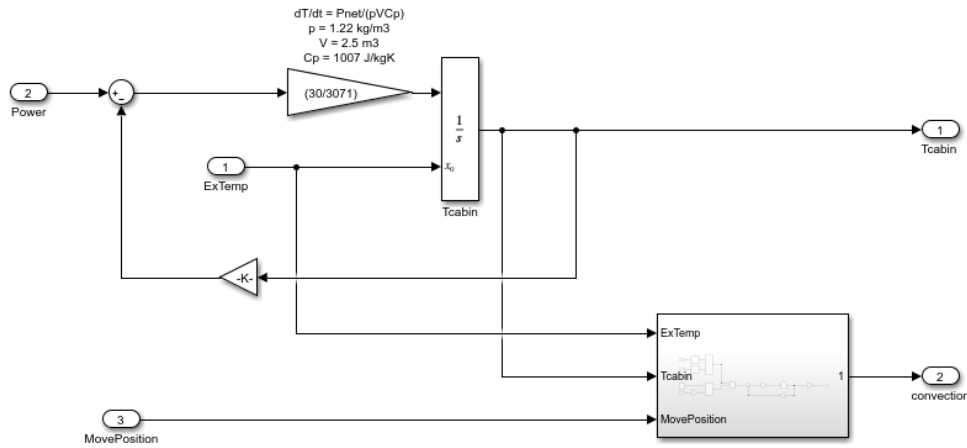 dT/dt = Pnet/(pVCp)
p = 1.22 kg/m3
V = 2.5 m3
Cp = 1007 J/kgK
2
Power
+
-
(30/3071)
1
s
x0
Tcabin
1
Tcabin
1
ExTemp
-K-
ExTemp
Tcabin
1
MovePosition
2
convection
3
MovePosition